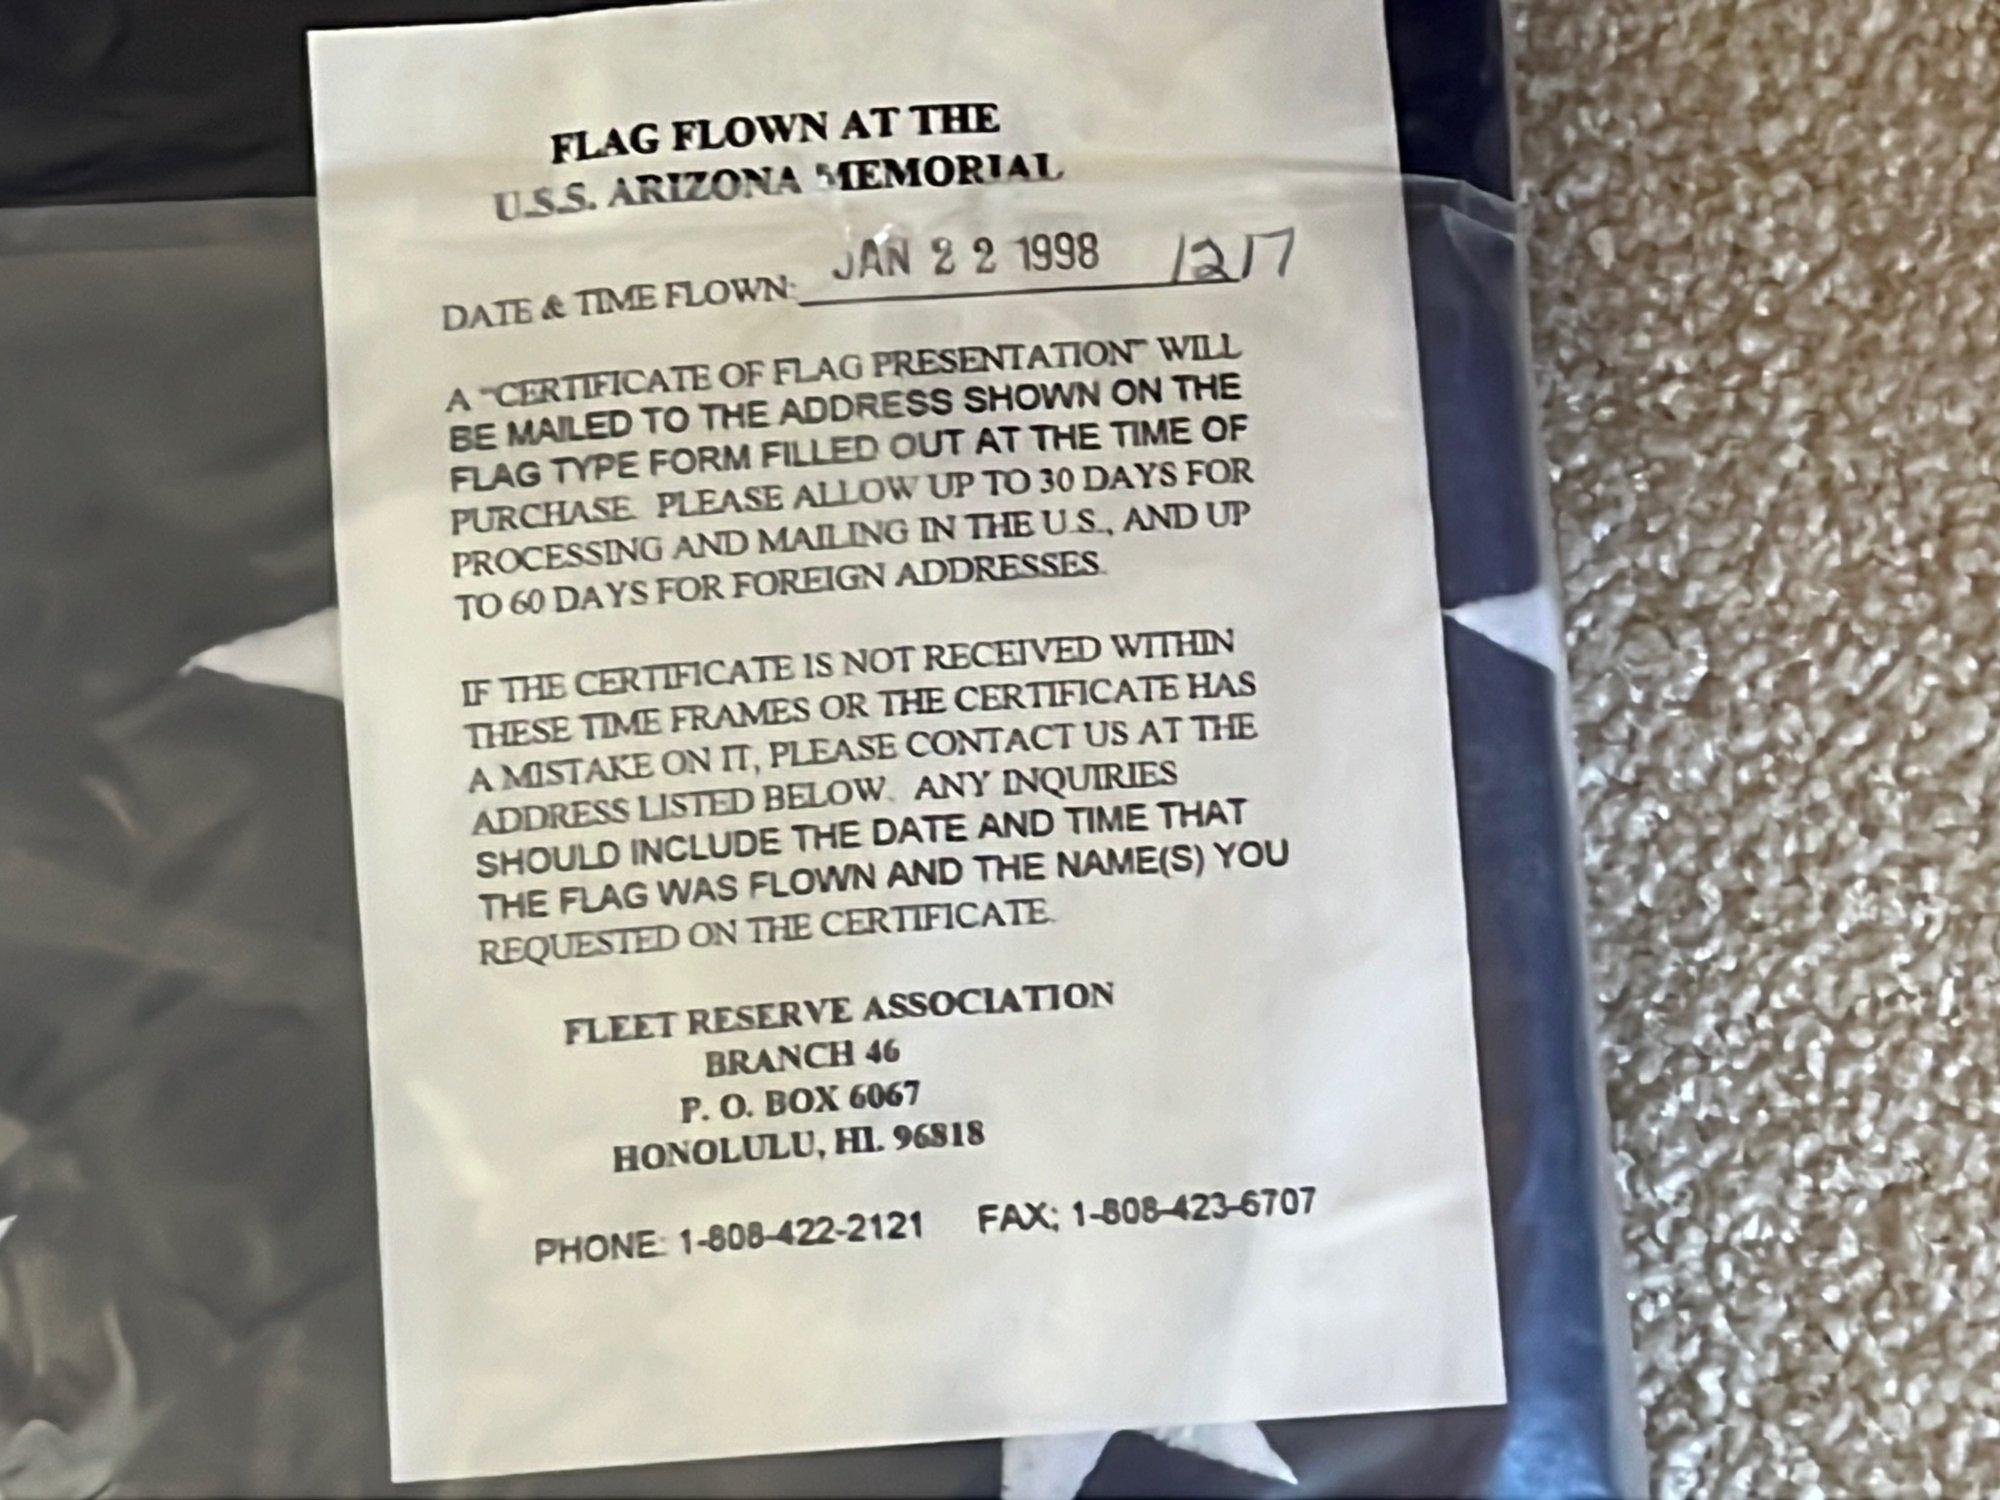 FLAG FLOWN AT THE
U.S.S. ARIZONA MEMORIAL
DATE & TIME FLOWN: JAN 22 1998 1217
A "CERTIFICATE OF FLAG PRESENTATION" WILL
BE MAILED TO THE ADDRESS SHOWN ON THE
FLAG TYPE FORM FILLED OUT AT THE TIME OF
PURCHASE. PLEASE ALLOW UP TO 30 DAYS FOR
PROCESSING AND MAILING IN THE U.S., AND UP
TO 60 DAYS FOR FOREIGN ADDRESSES.
IF THE CERTIFICATE IS NOT RECEIVED WITHIN
THESE TIME FRAMES OR THE CERTIFICATE HAS
A MISTAKE ON IT, PLEASE CONTACT US AT THE
ADDRESS LISTED BELOW. ANY INQUIRIES
SHOULD INCLUDE THE DATE AND TIME THAT
THE FLAG WAS FLOWN AND THE NAME(S) YOU
REQUESTED ON THE CERTIFICATE.
FLEET RESERVE ASSOCIATION
BRANCH 46
P. O. BOX 6067
HONOLULU, HI. 96818
PHONE: 1-808-422-2121 FAX; 1-808-423-6707